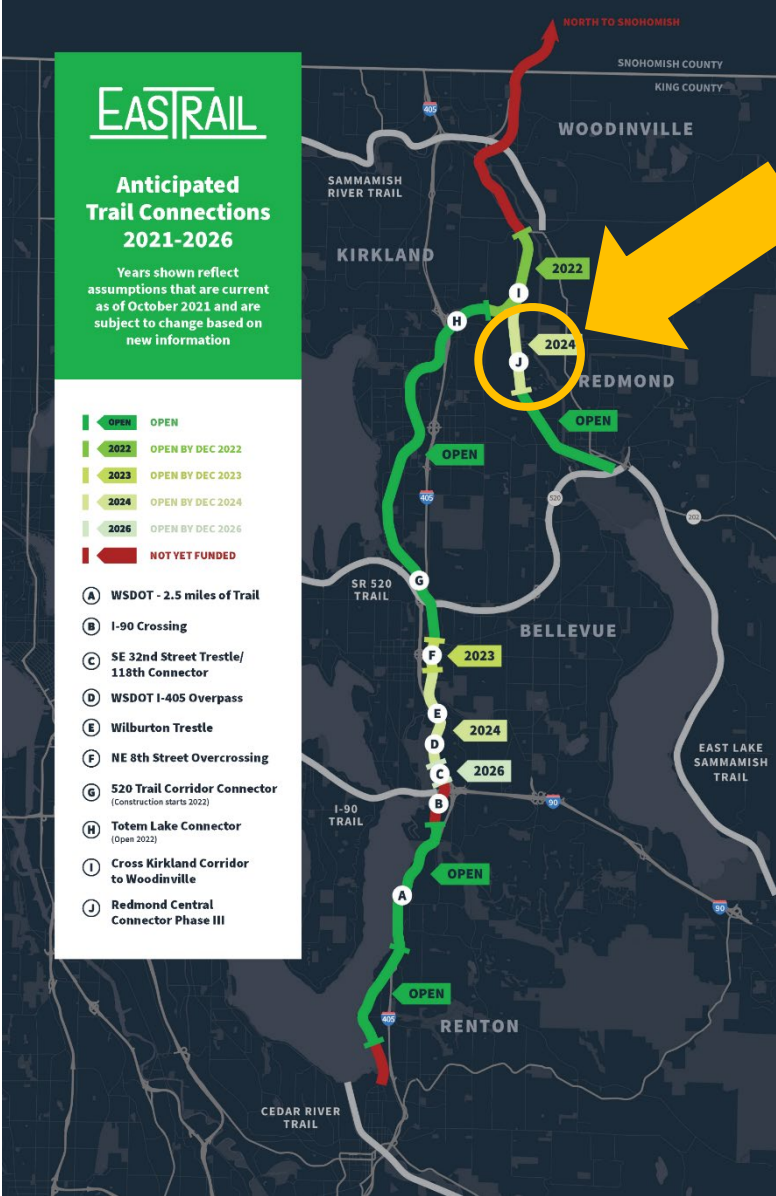 EASTRAIL
Anticipated
Trail Connections
2021-2026
Years shown reflect
assumptions that are current
as of October 2021 and are
subject to change based on
new information
OPEN OPEN
2022 OPEN BY DEC 2022
2023 OPEN BY DEC 2023
2024 OPEN BY DEC 2024
2026 OPEN BY DEC 2026
NOT YET FUNDED
A WSDOT - 2.5 miles of Trail
B I-90 Crossing
C SE 32nd Street Trestle/
118th Connector
D WSDOT I-405 Overpass
E Wilburton Trestle
F NE 8th Street Overcrossing
G 520 Trail Corridor Connector
(Construction starts 2022)
H Totem Lake Connector
(Open 2022)
I Cross Kirkland Corridor
to Woodinville
J Redmond Central
Connector Phase III
NORTH TO SNOHOMISH
SNOHOMISH COUNTY
KING COUNTY
405
WOODINVILLE
SAMMAMISH
RIVER TRAIL
KIRKLAND
2022
I
H
2024
J
REDMOND
OPEN
OPEN
405
520
202
G
SR 520
TRAIL
BELLEVUE
F
2023
E
2024
D
C
2026
EAST LAKE
SAMMAMISH
TRAIL
B
I-90
TRAIL
90
OPEN
A
90
OPEN
405
RENTON
CEDAR RIVER
TRAIL